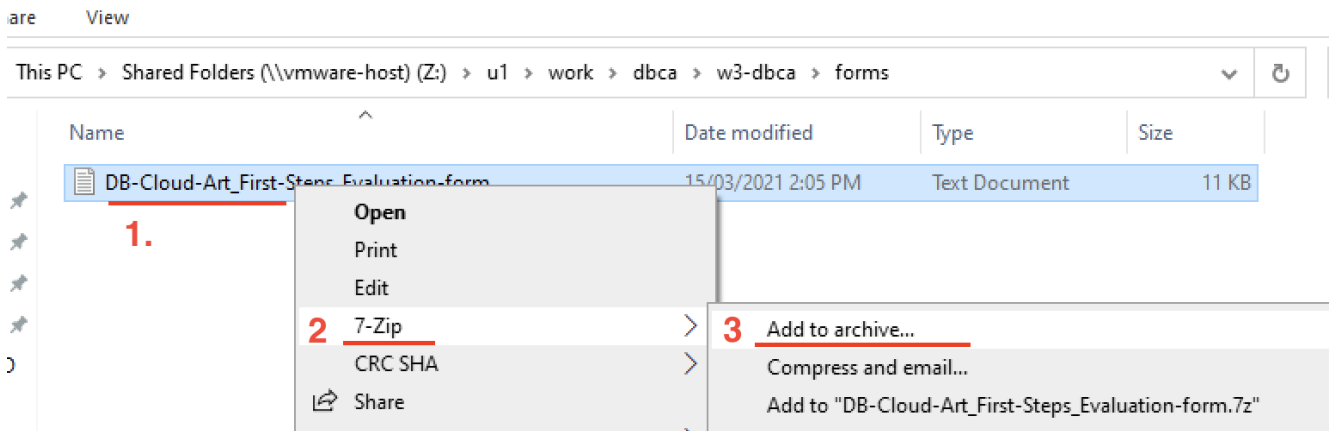 are View
This PC > Shared Folders (\\vmware-host) (Z:) > u1 > work > dbca > w3-dbca > forms
Name Date modified Type Size
DB-Cloud-Art_First-Steps_Evaluation-form 15/03/2021 2:05 PM Text Document 11 KB
1.
Open
Print
Edit
2 7-Zip 3 Add to archive...
CRC SHA Compress and email...
Share Add to "DB-Cloud-Art_First-Steps_Evaluation-form.7z"